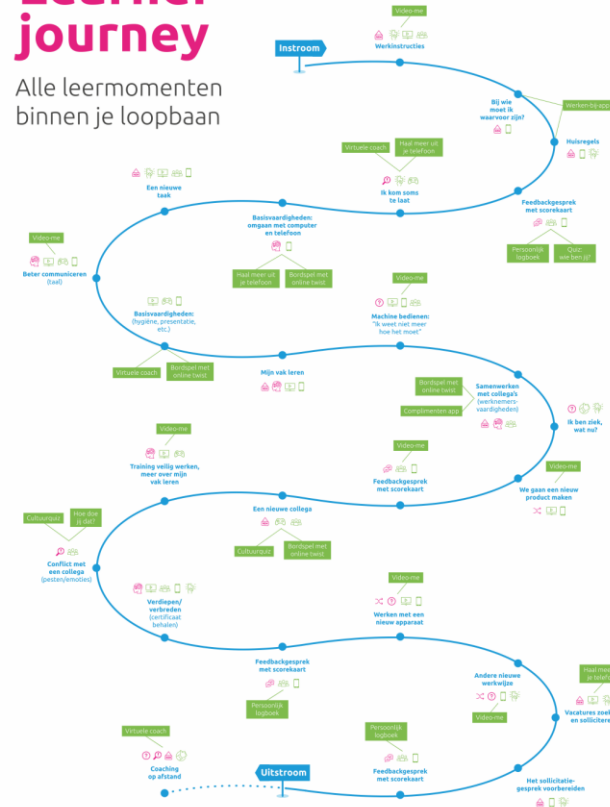 Learner
journey
Alle leermomenten
binnen je loopbaan
Instroom
Video-me
Werkinstructies
Bij wie
moet ik
waarvoor zijn?
Werken-bij-app
Huisregels
Feedbackgesprek
met scorekaart
Persoonlijk
logboek
Quiz:
wie ben jij?
Virtuele coach
Haal meer uit
je telefoon
Ik kom soms
te laat
Basisvaardigheden:
omgaan met computer
en telefoon
Haal meer uit
je telefoon
Bordspel met
online twist
Een nieuwe
taak
Video-me
Beter communiceren
(taal)
Basisvaardigheden:
(hygiëne, presentatie,
etc.)
Virtuele coach
Bordspel met
online twist
Mijn vak leren
Video-me
Machine bedienen:
"ik weet niet meer
hoe het moet"
Bordspel met
online twist
Complimenten app
Samenwerken
met collega's
(werknemers-
vaardigheden)
Ik ben ziek,
wat nu?
Video-me
We gaan een nieuw
product maken
Video-me
Feedbackgesprek
met scorekaart
Een nieuwe collega
Cultuurquiz
Bordspel met
online twist
Video-me
Training veilig werken,
meer over mijn
vak leren
Cultuurquiz
Hoe doe
jij dat?
Conflict met
een collega
(pesten/emoties)
Verdiepen/
verbreden
(certificaat
behalen)
Feedbackgesprek
met scorekaart
Persoonlijk
logboek
Video-me
Werken met een
nieuw apparaat
Andere nieuwe
werkwijze
Video-me
Haal mee
je telef
Vacatures zoek
en sollicitere
Het sollicitatie-
gesprek voorbereiden
Persoonlijk
logboek
Feedbackgesprek
met scorekaart
Uitstroom
Virtuele coach
Coaching
op afstand